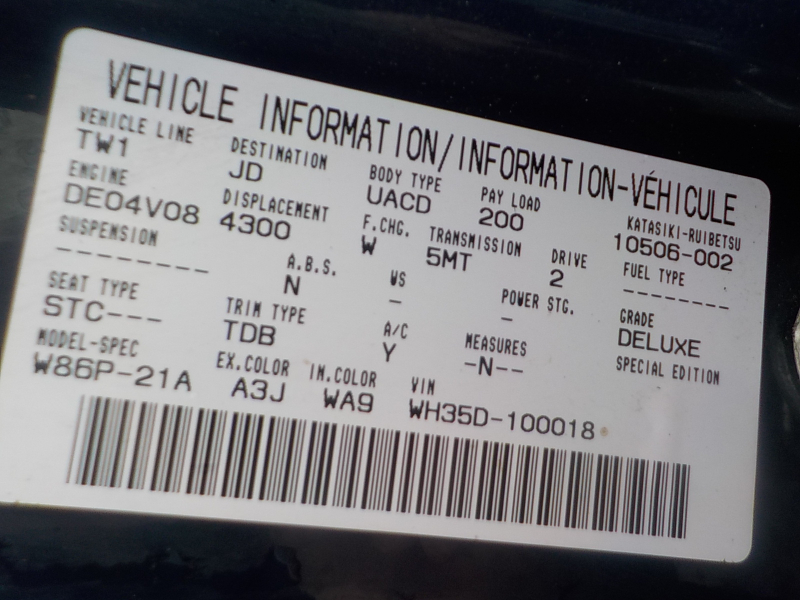 VEHICLE INFORMATION/INFORMATION-VÉHICULE
VEHICLE LINE DESTINATION BODY TYPE PAY LOAD KATASIKI-RUIBETSU
TW1 JD UACD 200 10506-002
ENGINE DISPLACEMENT F.CHG. TRANSMISSION DRIVE FUEL TYPE
DE04V08 4300 W 5MT 2 --------
SUSPENSION A.B.S. WS POWER STG. GRADE
---------- N - - DELUXE
SEAT TYPE TRIM TYPE A/C MEASURES SPECIAL EDITION
STC--- TDB Y -N--
MODEL-SPEC EX.COLOR IN.COLOR VIN
W86P-21A A3J WA9 WH35D-100018